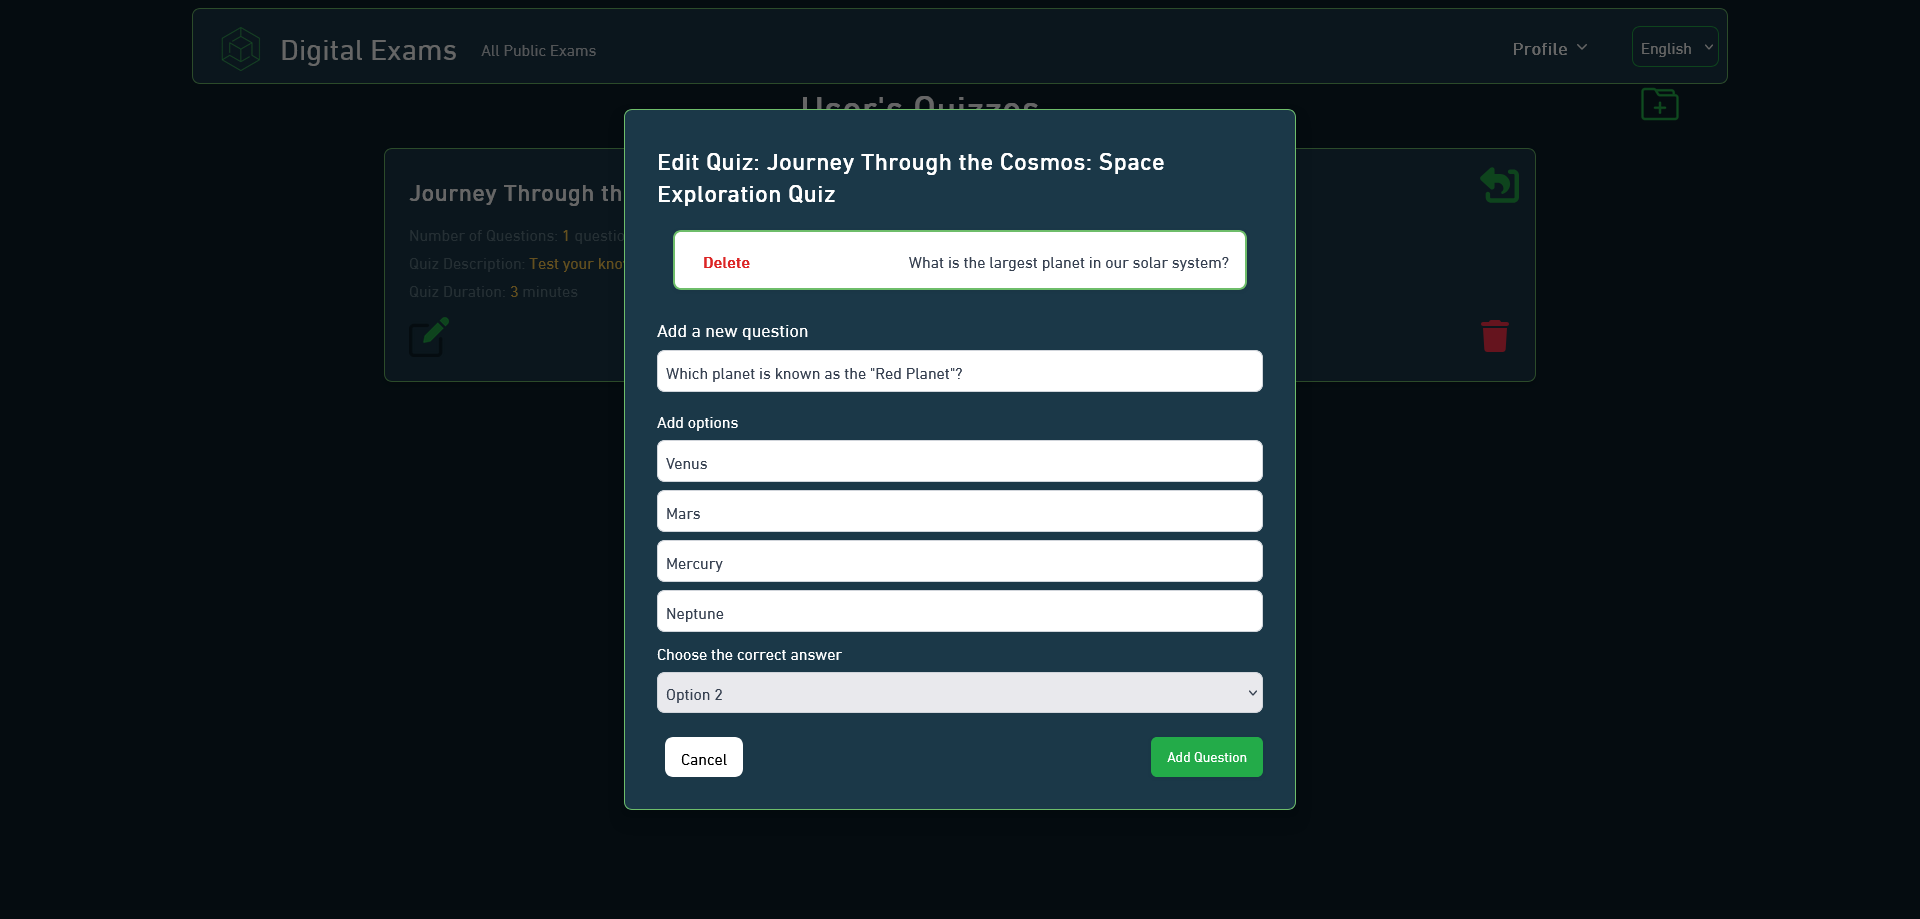 Digital Exams
All Public Exams
Profile
English
User's Quizzes
Journey Through th
Number of Questions: 1 questio
Quiz Description: Test your kno
Quiz Duration: 3 minutes
Edit Quiz: Journey Through the Cosmos: Space
Exploration Quiz
Delete
What is the largest planet in our solar system?
Add a new question
Which planet is known as the "Red Planet"?
Add options
Venus
Mars
Mercury
Neptune
Choose the correct answer
Option 2
Cancel
Add Question